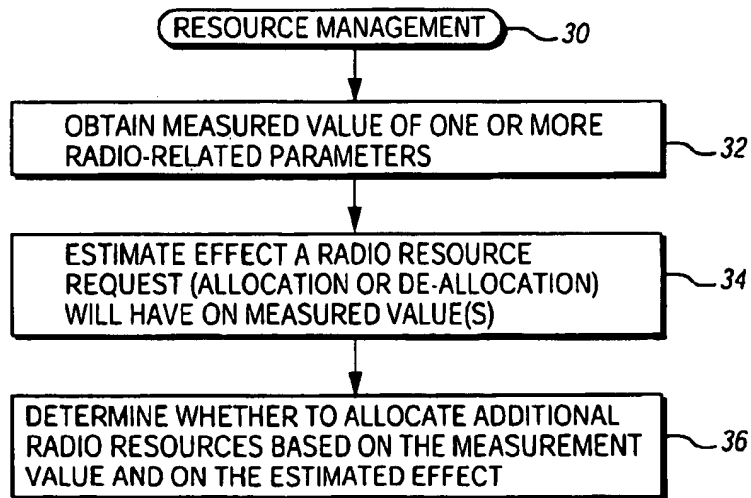 RESOURCE MANAGEMENT
30
OBTAIN MEASURED VALUE OF ONE OR MORE
RADIO-RELATED PARAMETERS
32
ESTIMATE EFFECT A RADIO RESOURCE
REQUEST (ALLOCATION OR DE-ALLOCATION)
WILL HAVE ON MEASURED VALUE(S)
34
DETERMINE WHETHER TO ALLOCATE ADDITIONAL
RADIO RESOURCES BASED ON THE MEASUREMENT
VALUE AND ON THE ESTIMATED EFFECT
36